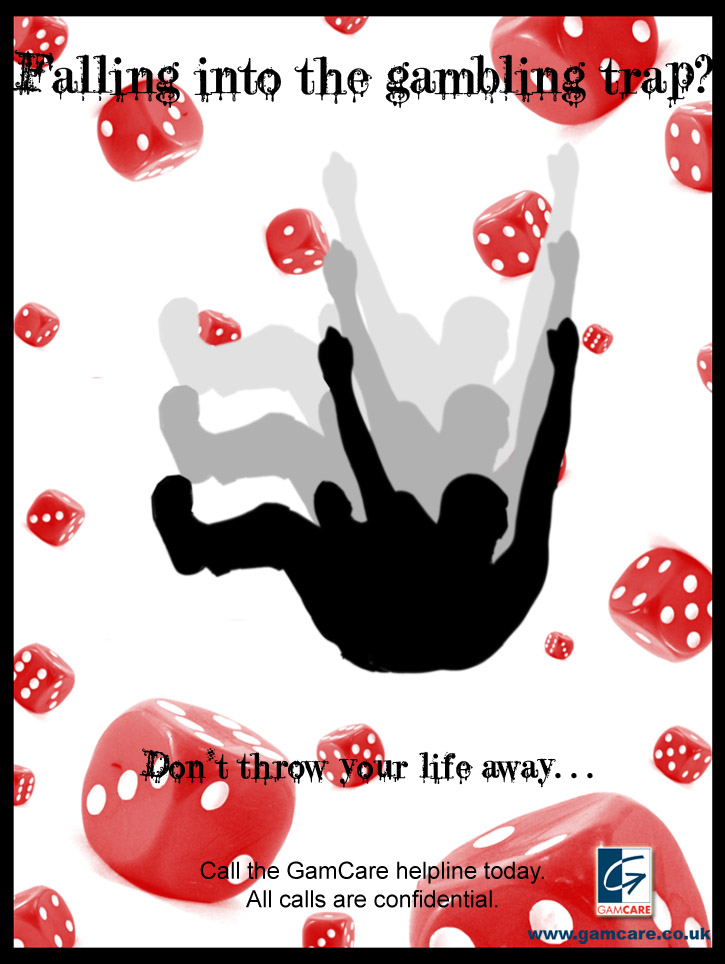 Falling into the gambling trap?
Don't throw your life away...
Call the GamCare helpline today.
All calls are confidential.
G
GAMCARE
www.gamcare.co.uk